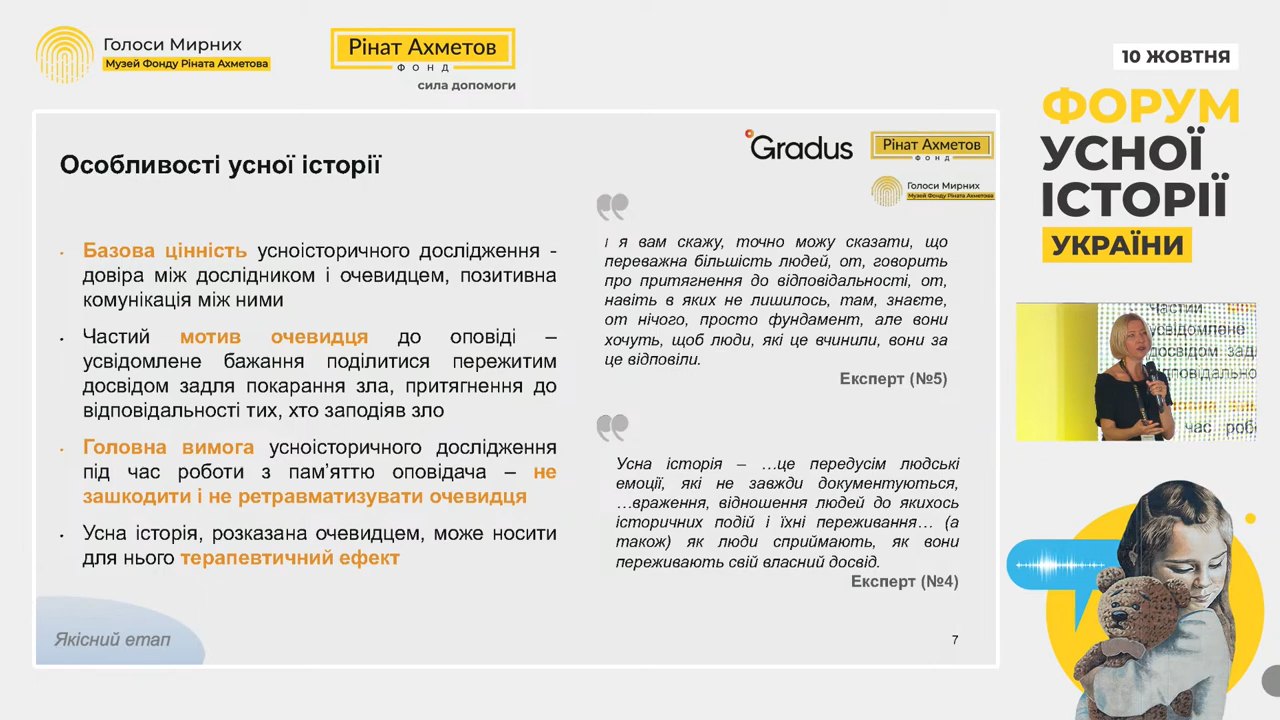 Голоси Мирних
Музей Фонду Ріната Ахметова
Рінат Ахметов
ФОНД
сила допомоги
10 ЖОВТНЯ
ФОРУМ
УСНОЇ
ІСТОРІЇ
УКРАЇНИ
Особливості усної історії
Gradus
Рінат Ахметов
ФОНД
Голоси Мирних
Музей Фонду Ріната Ахметова
Базова цінність усноісторичного дослідження -
довіра між дослідником і очевидцем, позитивна
комунікація між ними
Частий мотив очевидця до оповіді –
усвідомлене бажання поділитися пережитим
досвідом задля покарання зла, притягнення до
відповідальності тих, хто заподіяв зло
Головна вимога усноісторичного дослідження
під час роботи з пам’яттю оповідача – не
зашкодити і не ретравматизувати очевидця
Усна історія, розказана очевидцем, може носити
для нього терапевтичний ефект
І я вам скажу, точно можу сказати, що
переважна більшість людей, от, говорить
про притягнення до відповідальності, от,
навіть в яких не лишилось, там, знаєте,
от нічого, просто фундамент, але вони
хочуть, щоб люди, які це вчинили, вони за
це відповіли.
Експерт (№5)
Усна історія – …це передусім людські
емоції, які не завжди документуються,
…враження, відношення людей до якихось
історичних подій і їхні переживання… (а
також) як люди сприймають, як вони
переживають свій власний досвід.
Експерт (№4)
Якісний етап
7
усвідомлене
досвідом зад
час роб